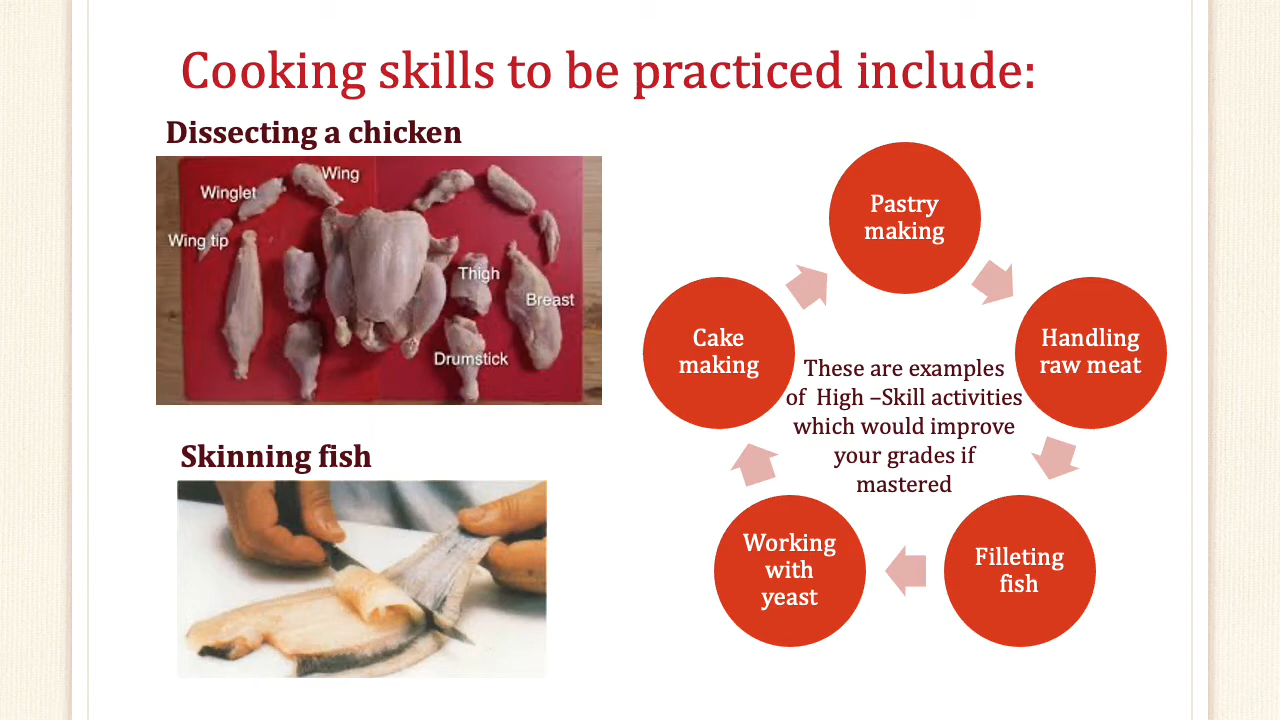 Cooking skills to be practiced include:
Dissecting a chicken
Wing
Winglet
Wing tip
Thigh
Breast
Drumstick
Skinning fish
Pastry
making
Handling
raw meat
Filleting
fish
Working
with
yeast
Cake
making
These are examples
of High –Skill activities
which would improve
your grades if
mastered